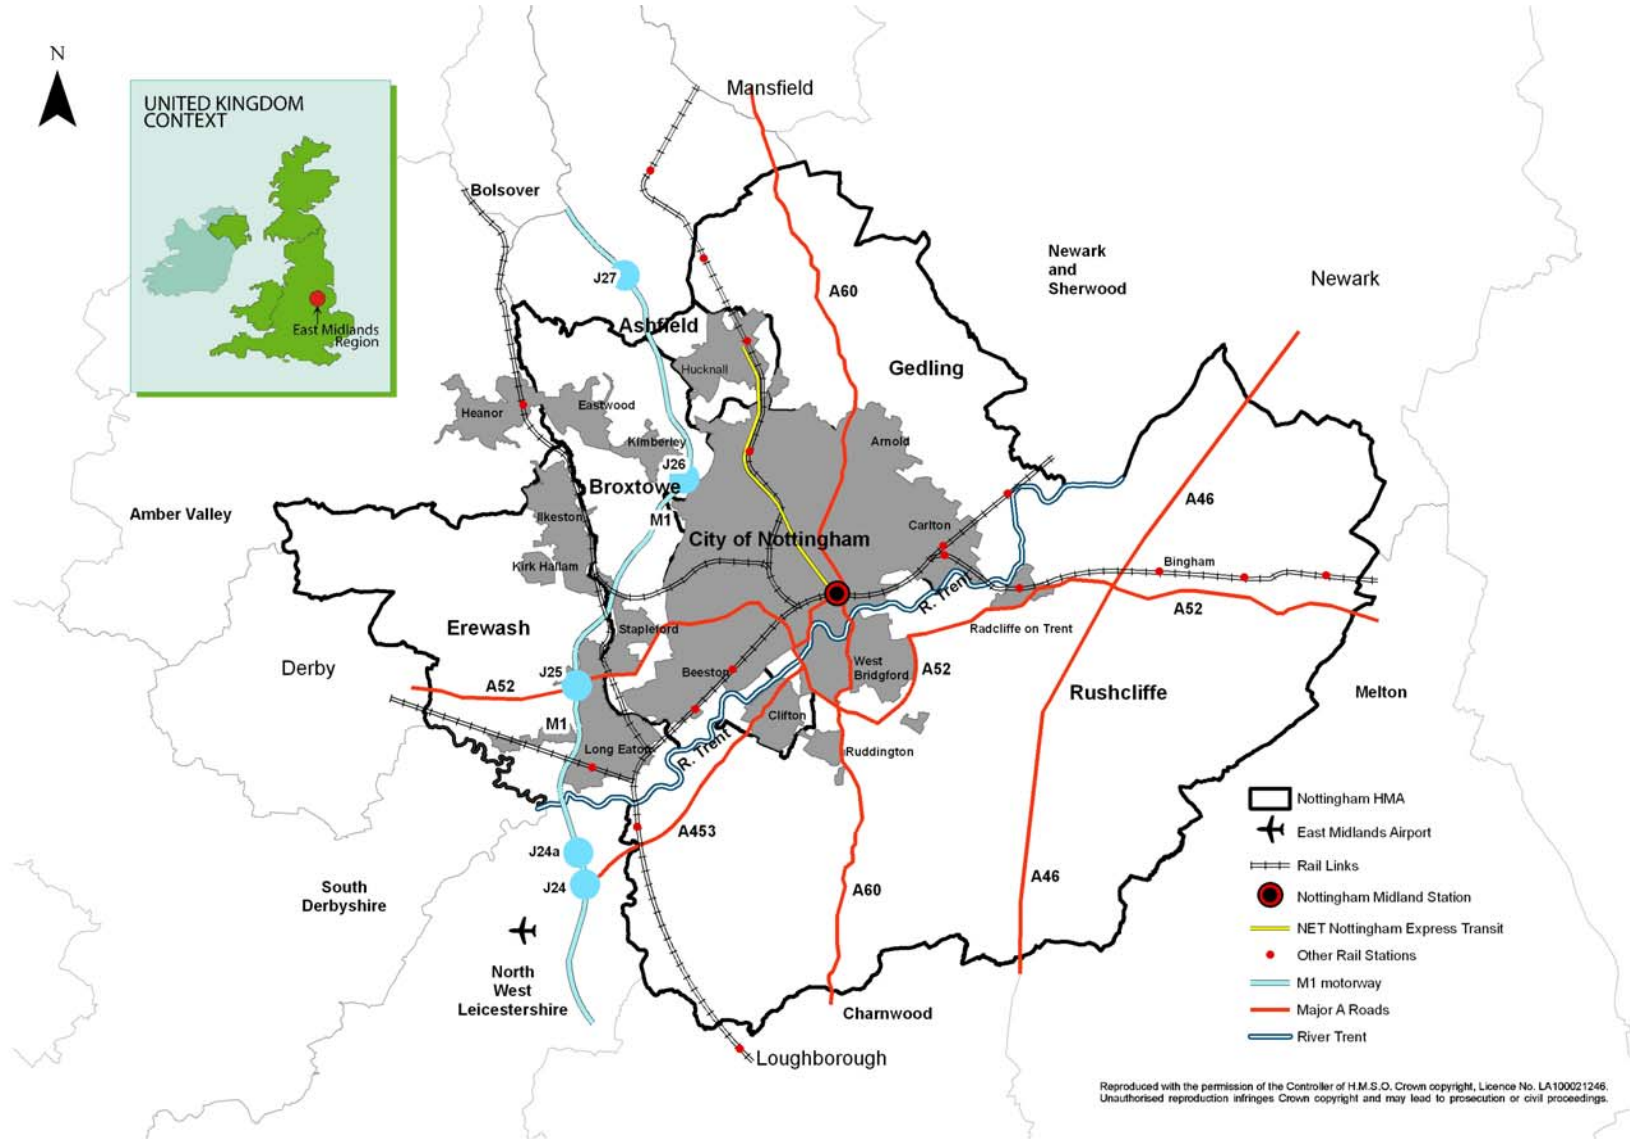 N
UNITED KINGDOM
CONTEXT
East Midlands
Region
Mansfield
Bolsover
J27
A60
Newark
and
Sherwood
Newark
Ashfield
Hucknall
Gedling
Heanor
Eastwood
Kimberley
Arnold
J26
Broxtowe
A46
Amber Valley
Ilkeston
M1
City of Nottingham
Carlton
Kirk Hallam
Bingham
R. Trent
A52
Erewash
Stapleford
Radcliffe on Trent
Derby
J25
A52
Beeston
West
Bridgford
A52
Rushcliffe
Melton
M1
Clifton
Long Eaton
R. Trent
Ruddington
A453
J24a
J24
A60
A46
South
Derbyshire
North
West
Leicestershire
Charnwood
Loughborough
Nottingham HMA
East Midlands Airport
Rail Links
Nottingham Midland Station
NET Nottingham Express Transit
Other Rail Stations
M1 motorway
Major A Roads
River Trent
Reproduced with the permission of the Controller of H.M.S.O. Crown copyright, Licence No. LA100021246.
Unauthorised reproduction infringes Crown copyright and may lead to prosecution or civil proceedings.